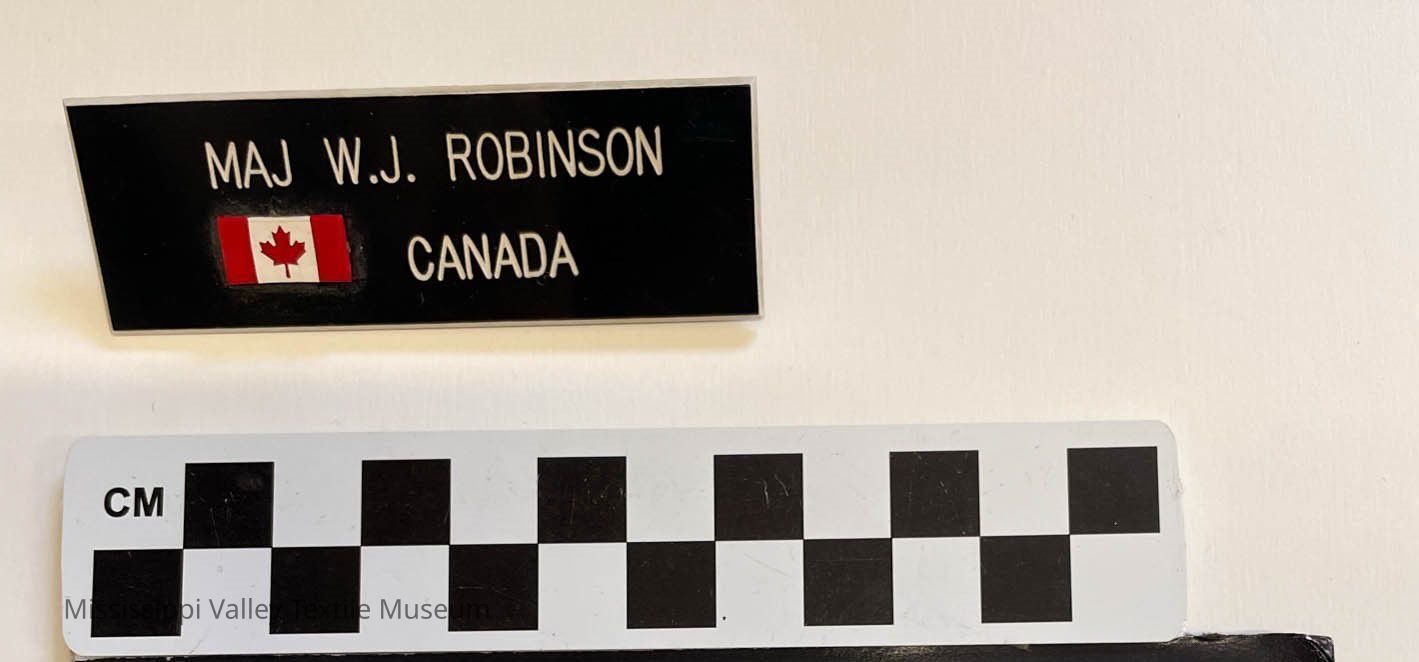 MAJ W.J. ROBINSON
CANADA
CM
Mississippi Valley Textile Museum